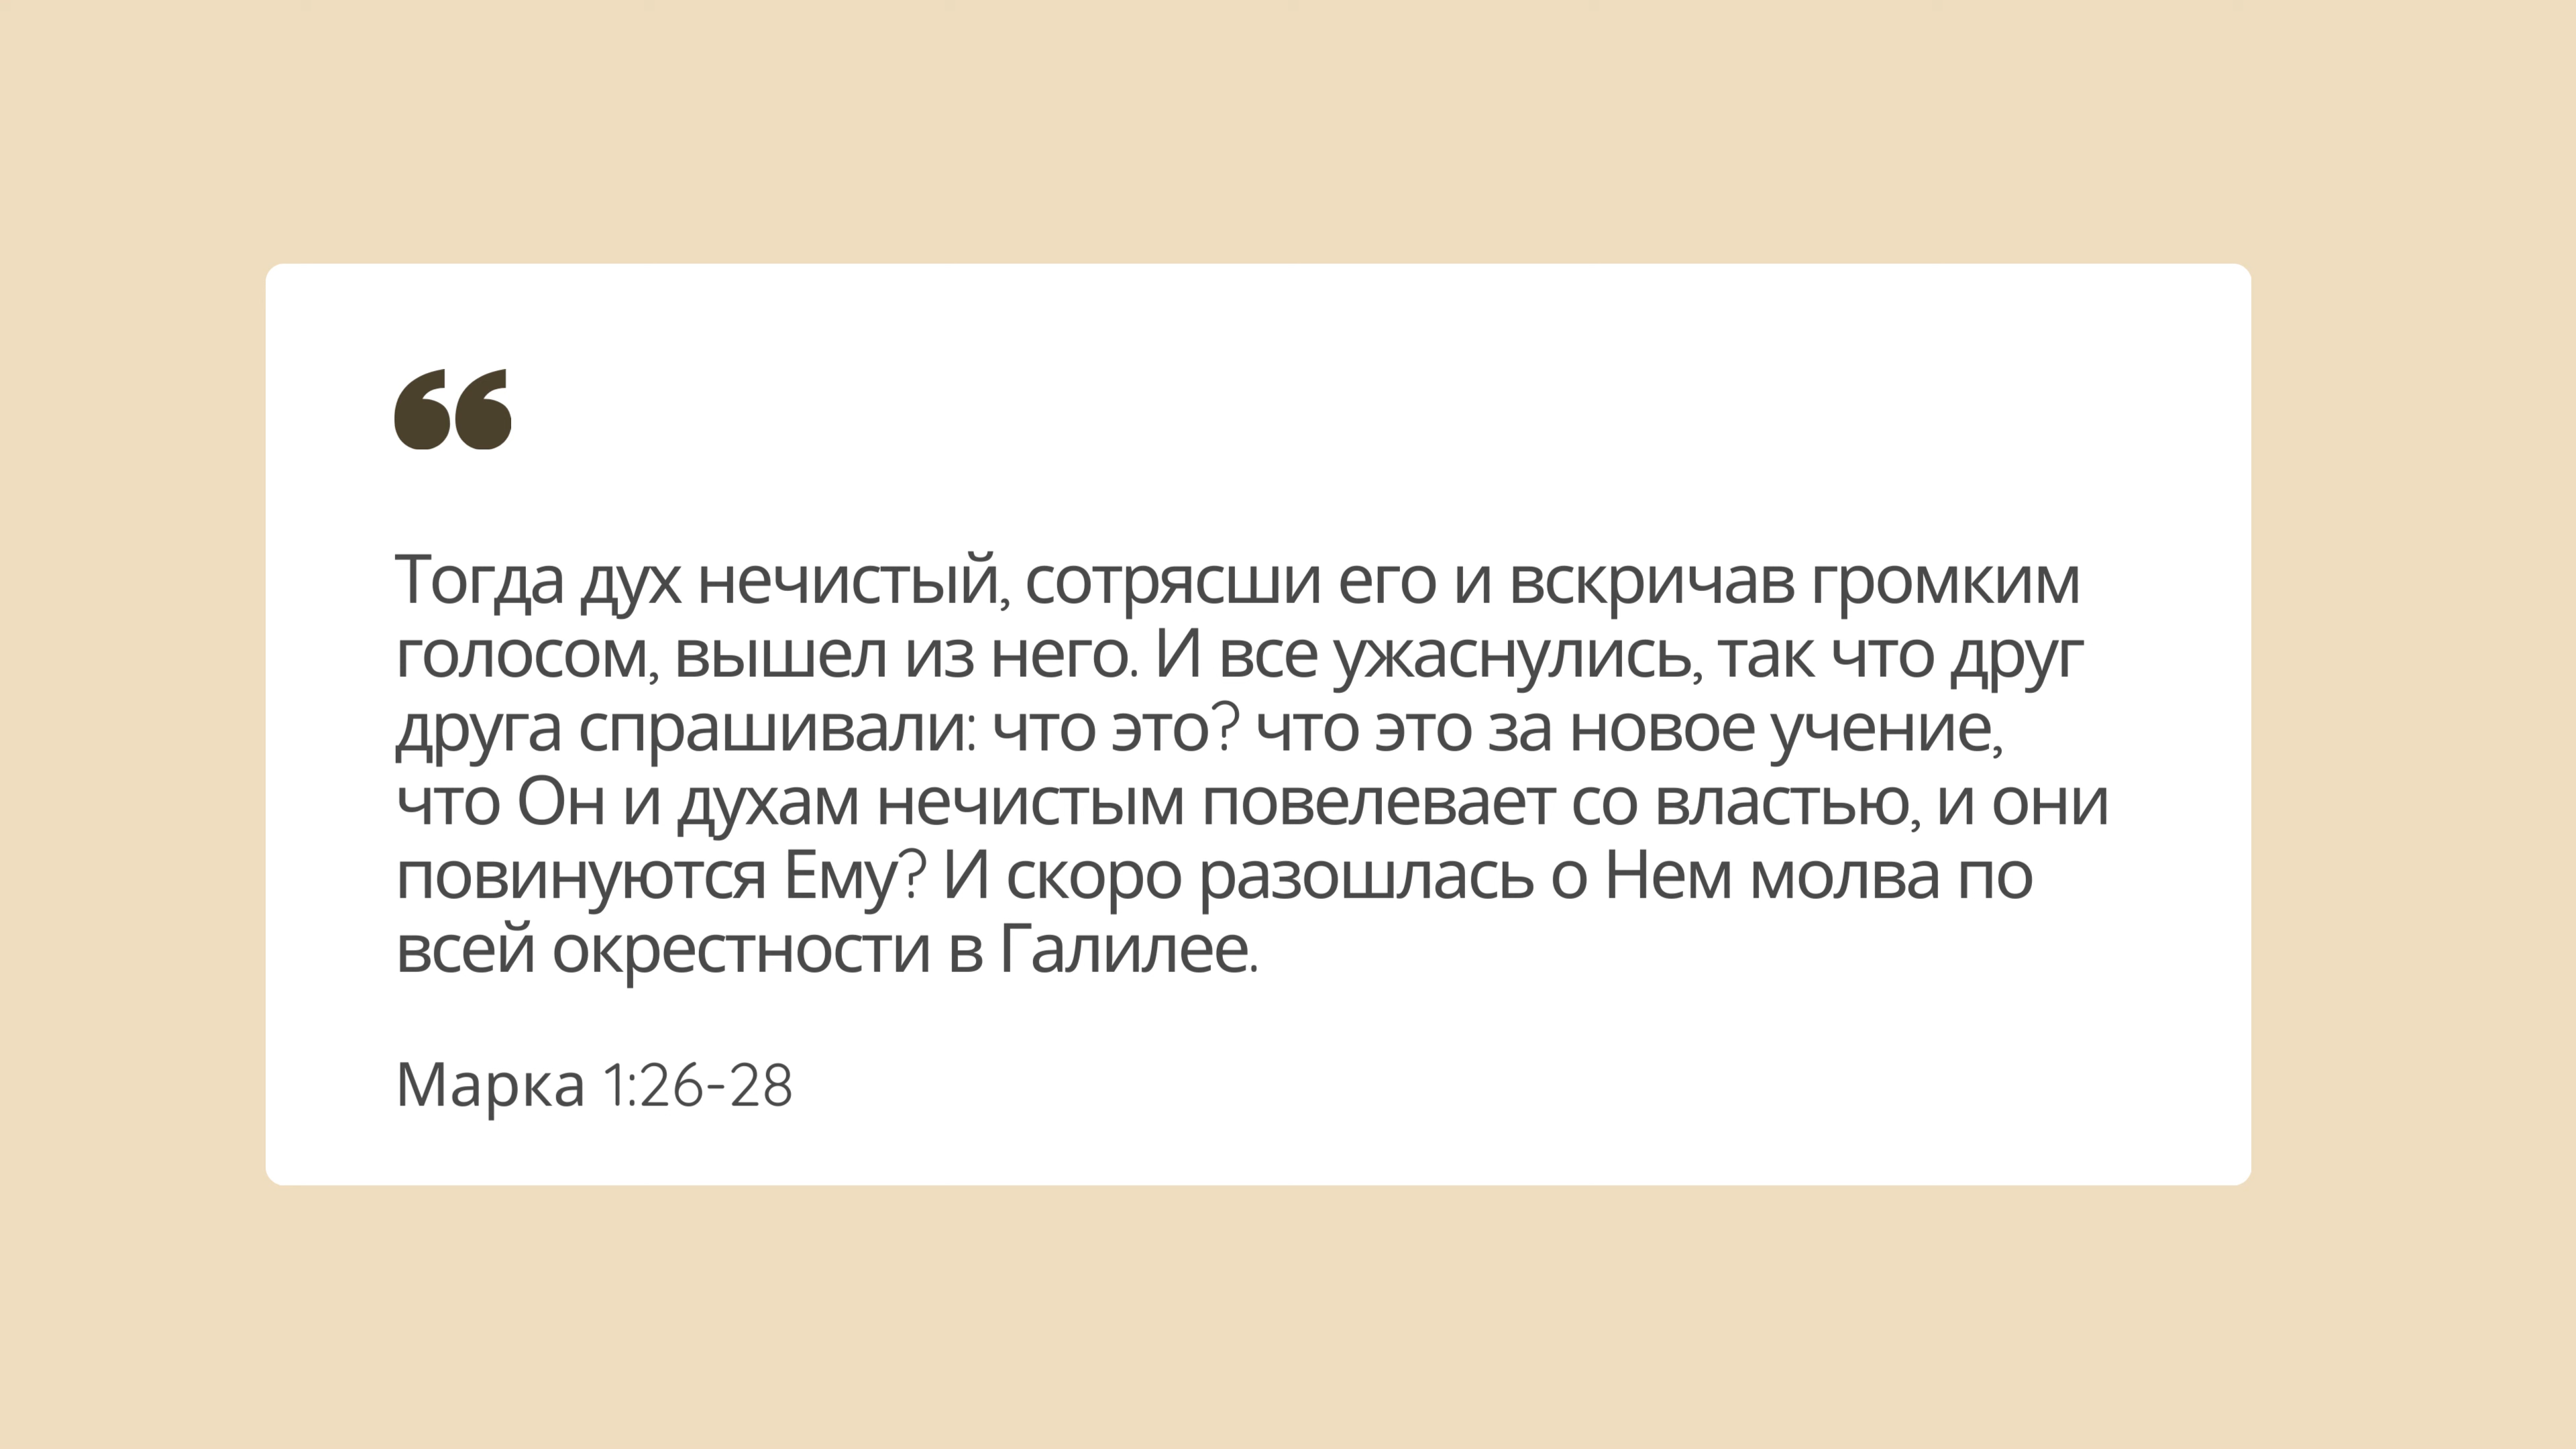 “
Тогда дух нечистый, сотрясши его и вскричав громким
голосом, вышел из него. И все ужаснулись, так что друг
друга спрашивали: что это? что это за новое учение,
что Он и духам нечистым повелевает со властью, и они
повинуются Ему? И скоро разошлась о Нем молва по
всей окрестности в Галилее.
Марка 1:26-28